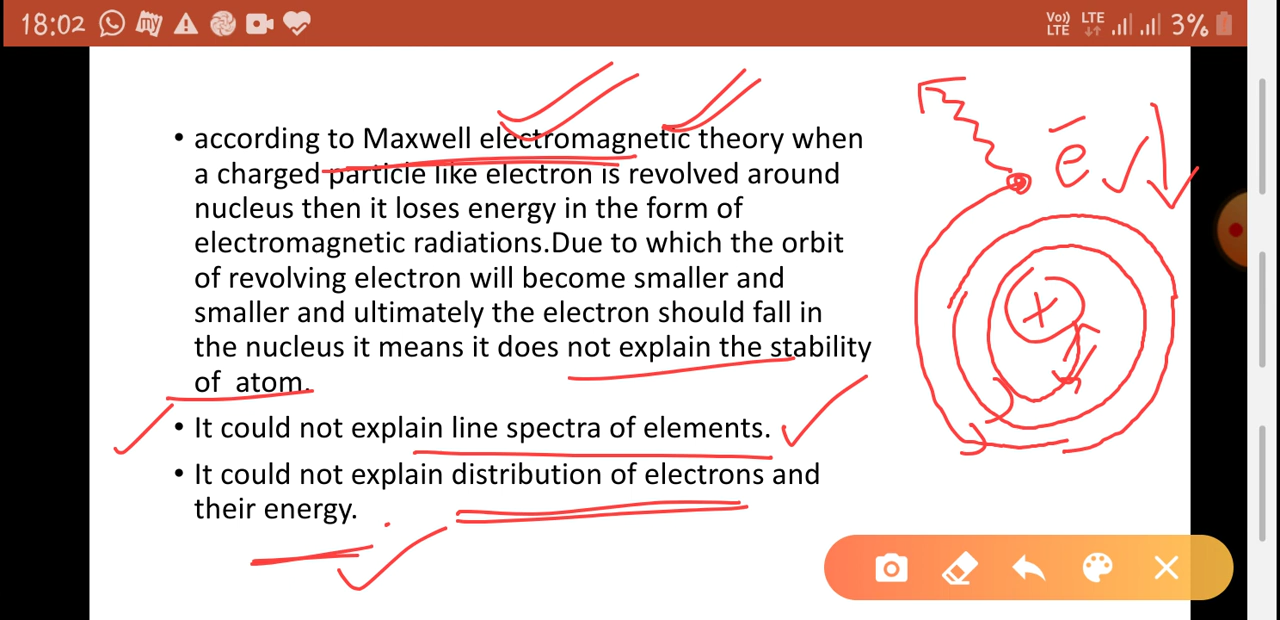 18:02 my Vo)) LTE LTE 3%
• according to Maxwell electromagnetic theory when
a charged particle like electron is revolved around
nucleus then it loses energy in the form of
electromagnetic radiations.Due to which the orbit
of revolving electron will become smaller and
smaller and ultimately the electron should fall in
the nucleus it means it does not explain the stability
of atom.
• It could not explain line spectra of elements.
• It could not explain distribution of electrons and
their energy.
ē
+